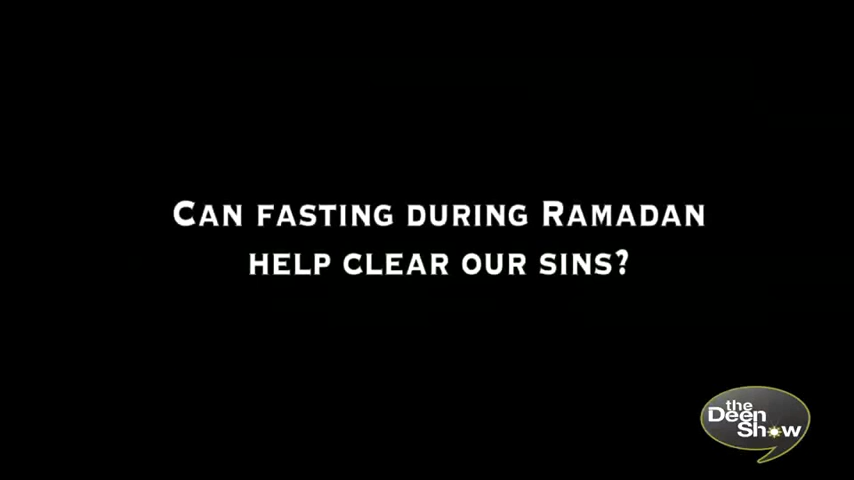 Can fasting during Ramadan
help clear our sins?
the
Deen
Show